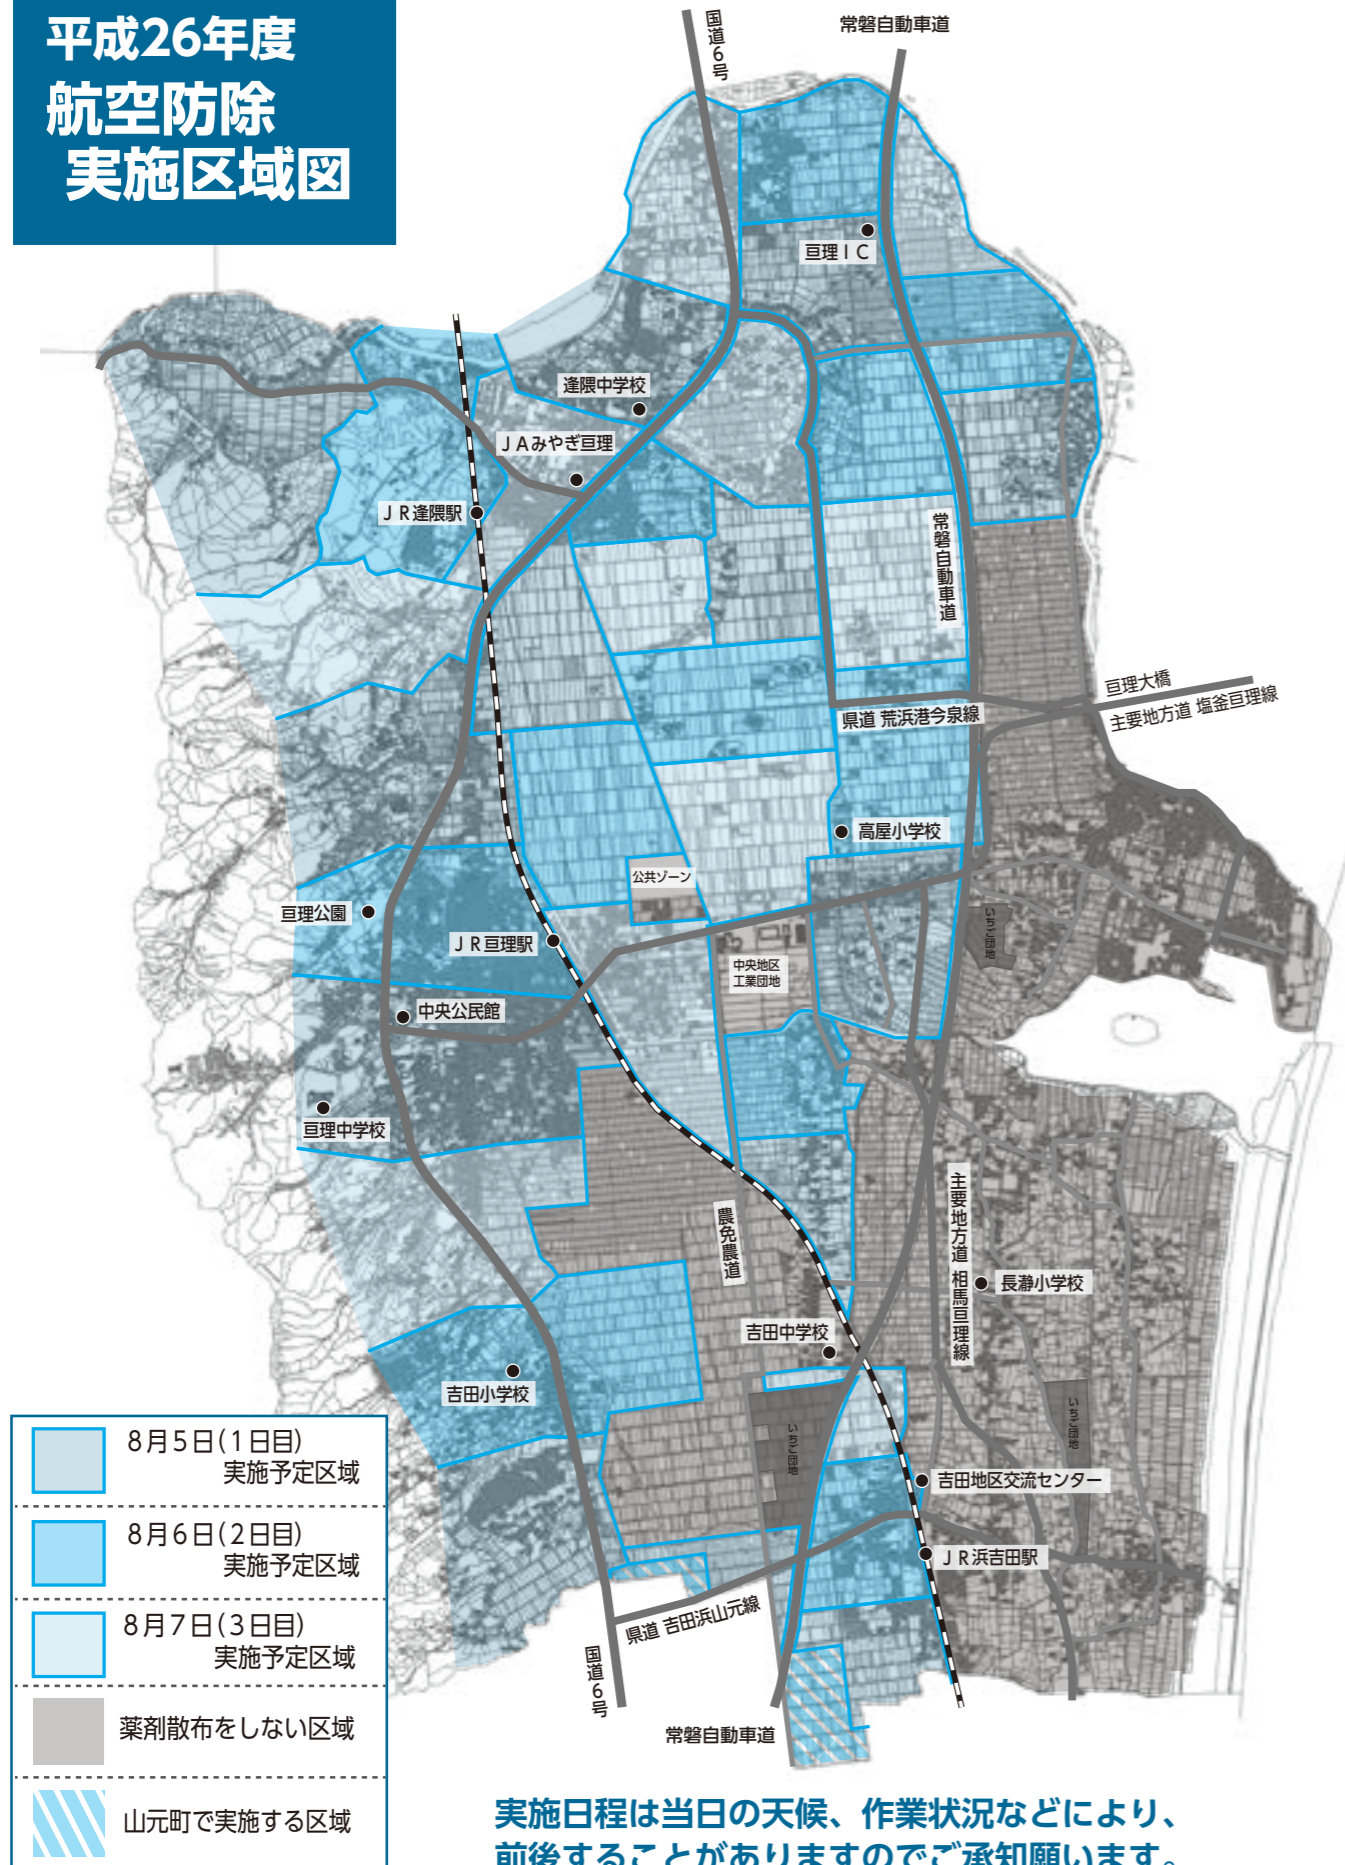 平成26年度
航空防除
実施区域図
国道6号
常磐自動車道
亘理IC
逢隈中学校
JAみやぎ亘理
JR逢隈駅
常磐自動車道
亘理大橋
主要地方道 塩釜亘理線
県道 荒浜港今泉線
高屋小学校
公共ゾーン
亘理公園
JR亘理駅
いちご団地
中央地区
工業団地
中央公民館
亘理中学校
農免農道
主要地方道 相馬亘理線
長瀞小学校
吉田中学校
吉田小学校
いちご団地
いちご団地
吉田地区交流センター
JR浜吉田駅
県道 吉田浜山元線
国道6号
常磐自動車道
8月5日(1日目)
実施予定区域
8月6日(2日目)
実施予定区域
8月7日(3日目)
実施予定区域
薬剤散布をしない区域
山元町で実施する区域
実施日程は当日の天候、作業状況などにより、
前後することがありますのでご承知願います。